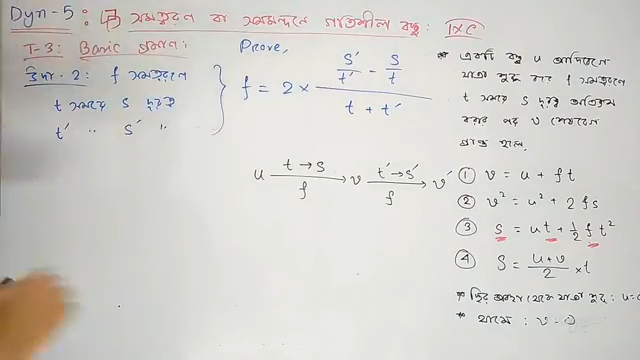 Dyn-5: সমত্বরণ বা সমমন্দনে গতিশীল বস্তু: IXC
T-3: Basic প্রমাণ:
উদা-2: f সমত্বরণে
t সময়ে s দূরত্ব
t′ " s′ "
Prove,
f = 2 × (s′/t′ − s/t) / (t + t′)
u t→s / f v t′→s′ / f v′
* একটি বস্তু u আদিবেগে
যাত্রা শুরু করে f সমত্বরণে
t সময়ে s দূরত্ব অতিক্রম
করার পর v শেষবেগ
প্রাপ্ত হলে,
① v = u + ft
② v² = u² + 2fs
③ s = ut + ½ft²
④ s = (u+v)/2 × t
* স্থির অবস্থা থেকে যাত্রা শুরু: u=0
* থামে: v=0